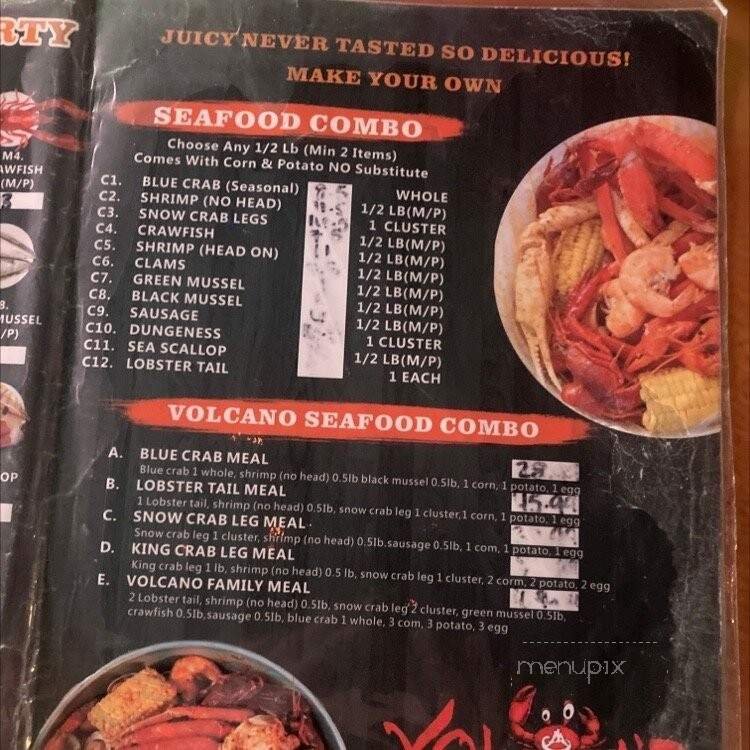 RTY
M4.
AWFISH
(M/P)
MUSSEL
/P)
OP
JUICY NEVER TASTED SO DELICIOUS!
MAKE YOUR OWN
SEAFOOD COMBO
Choose Any 1/2 Lb (Min 2 Items)
Comes With Corn & Potato NO Substitute
C1. BLUE CRAB (Seasonal) WHOLE
C2. SHRIMP (NO HEAD) 1/2 LB(M/P)
C3. SNOW CRAB LEGS 1 CLUSTER
C4. CRAWFISH 1/2 LB(M/P)
C5. SHRIMP (HEAD ON) 1/2 LB(M/P)
C6. CLAMS 1/2 LB(M/P)
C7. GREEN MUSSEL 1/2 LB(M/P)
C8. BLACK MUSSEL 1/2 LB(M/P)
C9. SAUSAGE 1/2 LB(M/P)
C10. DUNGENESS 1 CLUSTER
C11. SEA SCALLOP 1/2 LB(M/P)
C12. LOBSTER TAIL 1 EACH
VOLCANO SEAFOOD COMBO
A. BLUE CRAB MEAL
Blue crab 1 whole, shrimp (no head) 0.5lb black mussel 0.5lb, 1 corn, 1 potato, 1 egg
B. LOBSTER TAIL MEAL
1 Lobster tail, shrimp (no head) 0.5lb, snow crab leg 1 cluster,1 corn, 1 potato, 1 egg
C. SNOW CRAB LEG MEAL
Snow crab leg 1 cluster, shrimp (no head) 0.5lb.sausage 0.5lb, 1 com, 1 potato, 1 egg
D. KING CRAB LEG MEAL
King crab leg 1 lb, shrimp (no head) 0.5 lb, snow crab leg 1 cluster, 2 corm, 2 potato, 2 egg
E. VOLCANO FAMILY MEAL
2 Lobster tail, shrimp (no head) 0.5lb, snow crab leg 2 cluster, green mussel 0.5lb,
crawfish 0.5lb,sausage 0.5lb, blue crab 1 whole, 3 com, 3 potato, 3 egg
menupix